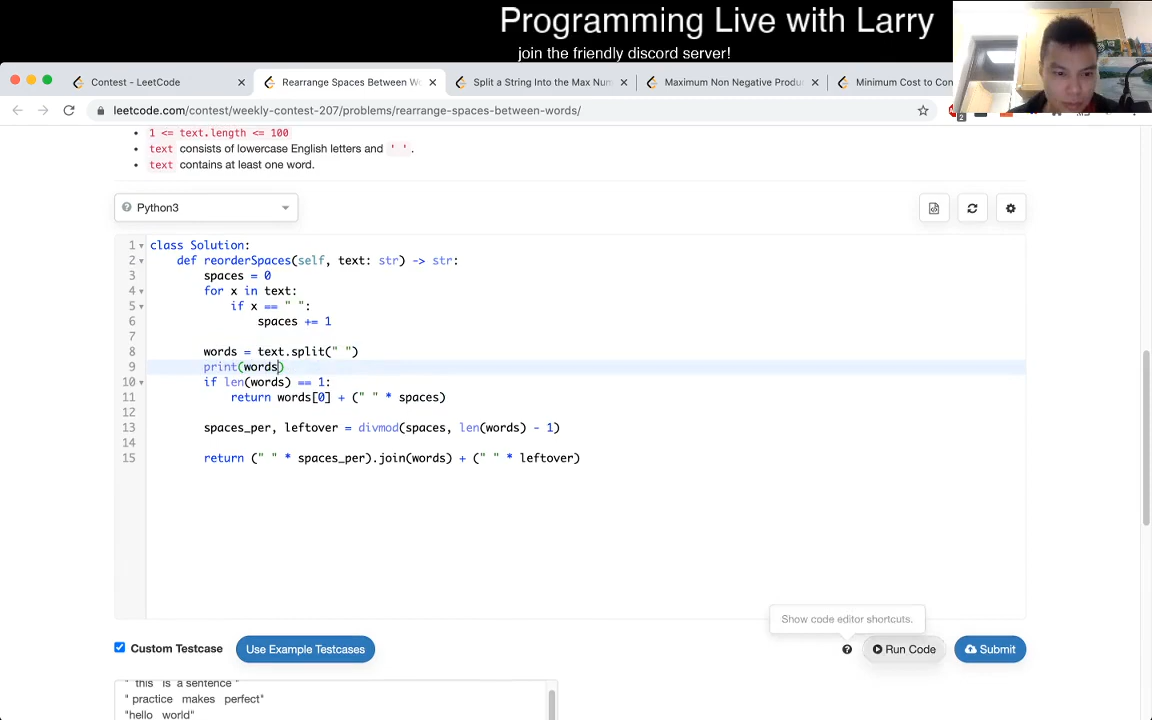 Programming Live with Larry
join the friendly discord server!
Contest - LeetCode
Rearrange Spaces Between W
Split a String Into the Max Num
Maximum Non Negative Produ
Minimum Cost to Con
leetcode.com/contest/weekly-contest-207/problems/rearrange-spaces-between-words/
2
• 1 <= text.length <= 100
• text consists of lowercase English letters and ' '.
• text contains at least one word.
Python3
1 class Solution:
2 def reorderSpaces(self, text: str) -> str:
3 spaces = 0
4 for x in text:
5 if x == " ":
6 spaces += 1
7
8 words = text.split(" ")
9 print(words)
10 if len(words) == 1:
11 return words[0] + (" " * spaces)
12
13 spaces_per, leftover = divmod(spaces, len(words) - 1)
14
15 return (" " * spaces_per).join(words) + (" " * leftover)
Show code editor shortcuts.
Custom Testcase
Use Example Testcases
?
Run Code
Submit
" this is a sentence "
" practice makes perfect"
"hello world"